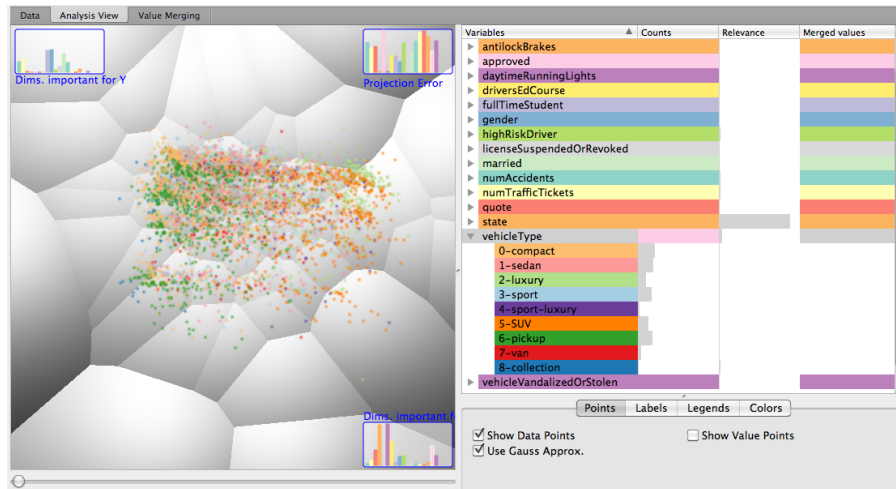 Data Analysis View Value Merging
Dims. important for Y
Projection Error
Dims. important f
Variables Counts Relevance Merged values
antilockBrakes
approved
daytimeRunningLights
driversEdCourse
fullTimeStudent
gender
highRiskDriver
licenseSuspendedOrRevoked
married
numAccidents
numTrafficTickets
quote
state
vehicleType
0-compact
1-sedan
2-luxury
3-sport
4-sport-luxury
5-SUV
6-pickup
7-van
8-collection
vehicleVandalizedOrStolen
Points Labels Legends Colors
Show Data Points Show Value Points
Use Gauss Approx.